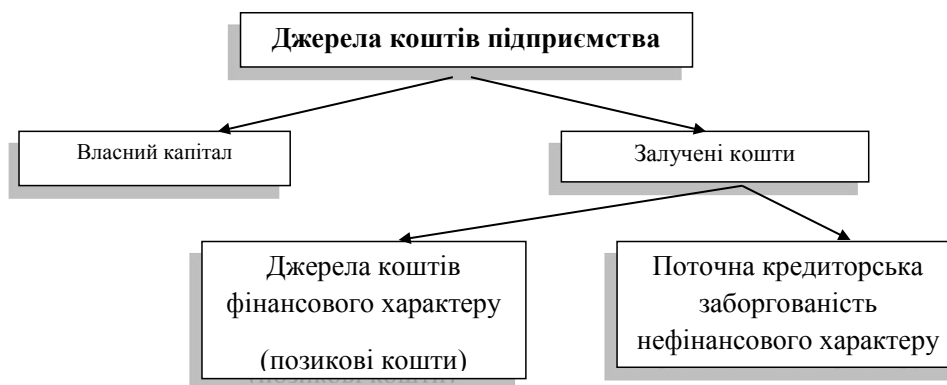 Джерела коштів підприємства
Власний капітал
Залучені кошти
Джерела коштів
фінансового характеру
(позикові кошти)
Поточна кредиторська
заборгованість
нефінансового характеру